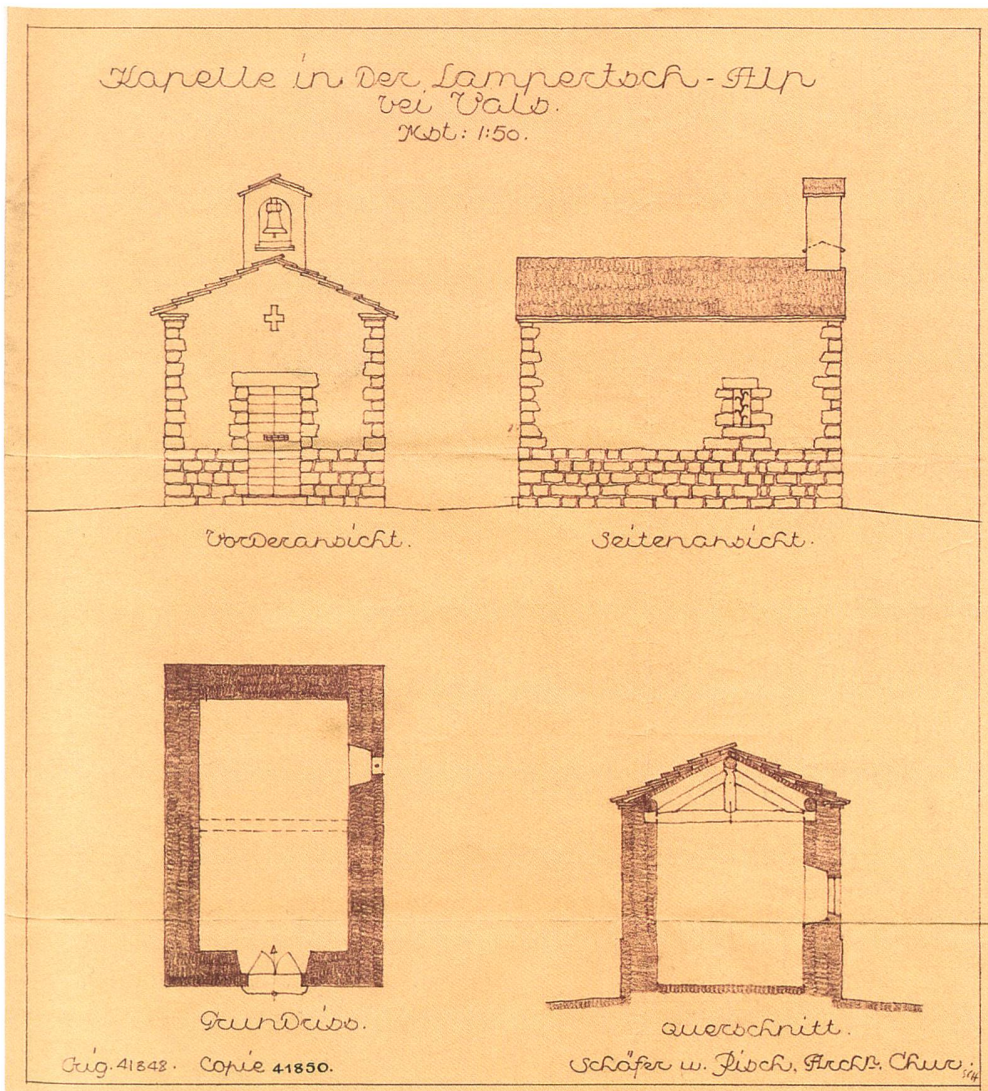 Kapelle in der Lampertsch-Alp
bei Vals.
Mst: 1:50.
Vorderansicht.
Seitenansicht.
Grundriss.
Querschnitt.
Orig. 41848. Copie 41850.
Schäfer u. Risch, Archt. Chur.